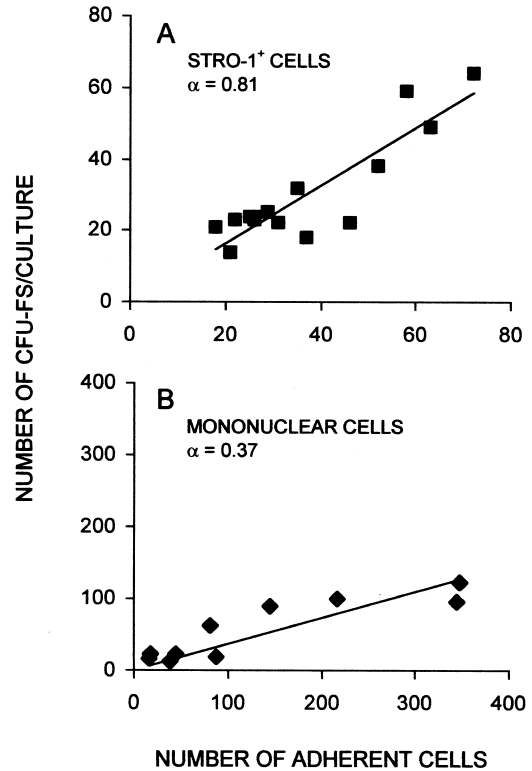 NUMBER OF CFU-FS/CULTURE
A
STRO-1⁺ CELLS
α = 0.81
80
60
40
20
0
0 20 40 60 80
B
MONONUCLEAR CELLS
α = 0.37
400
300
200
100
0
0 100 200 300 400
NUMBER OF ADHERENT CELLS